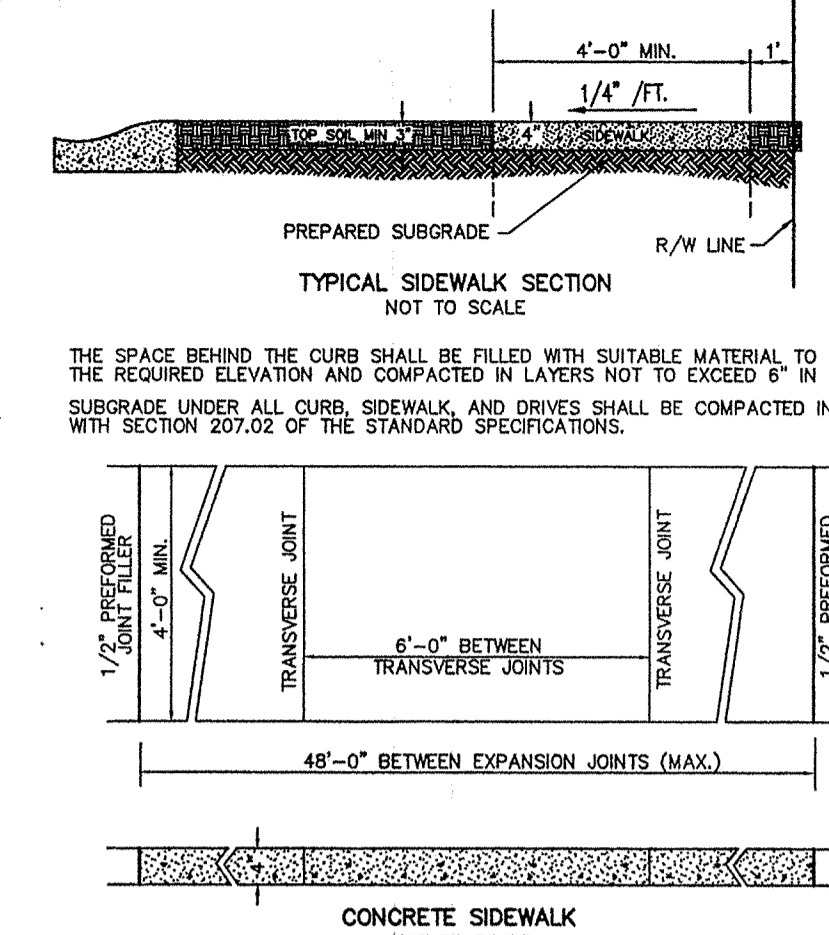 4'-0" MIN.
1'
1/4" /FT.
TOP SOIL MIN 3"
4"
SIDEWALK
PREPARED SUBGRADE
R/W LINE
TYPICAL SIDEWALK SECTION
NOT TO SCALE
THE SPACE BEHIND THE CURB SHALL BE FILLED WITH SUITABLE MATERIAL TO
THE REQUIRED ELEVATION AND COMPACTED IN LAYERS NOT TO EXCEED 6" IN
SUBGRADE UNDER ALL CURB, SIDEWALK, AND DRIVES SHALL BE COMPACTED IN
WITH SECTION 207.02 OF THE STANDARD SPECIFICATIONS.
1/2" PREFORMED
JOINT FILLER
4'-0" MIN.
TRANSVERSE JOINT
6'-0" BETWEEN
TRANSVERSE JOINTS
TRANSVERSE JOINT
1/2" PREFORMED
48'-0" BETWEEN EXPANSION JOINTS (MAX.)
4"
CONCRETE SIDEWALK